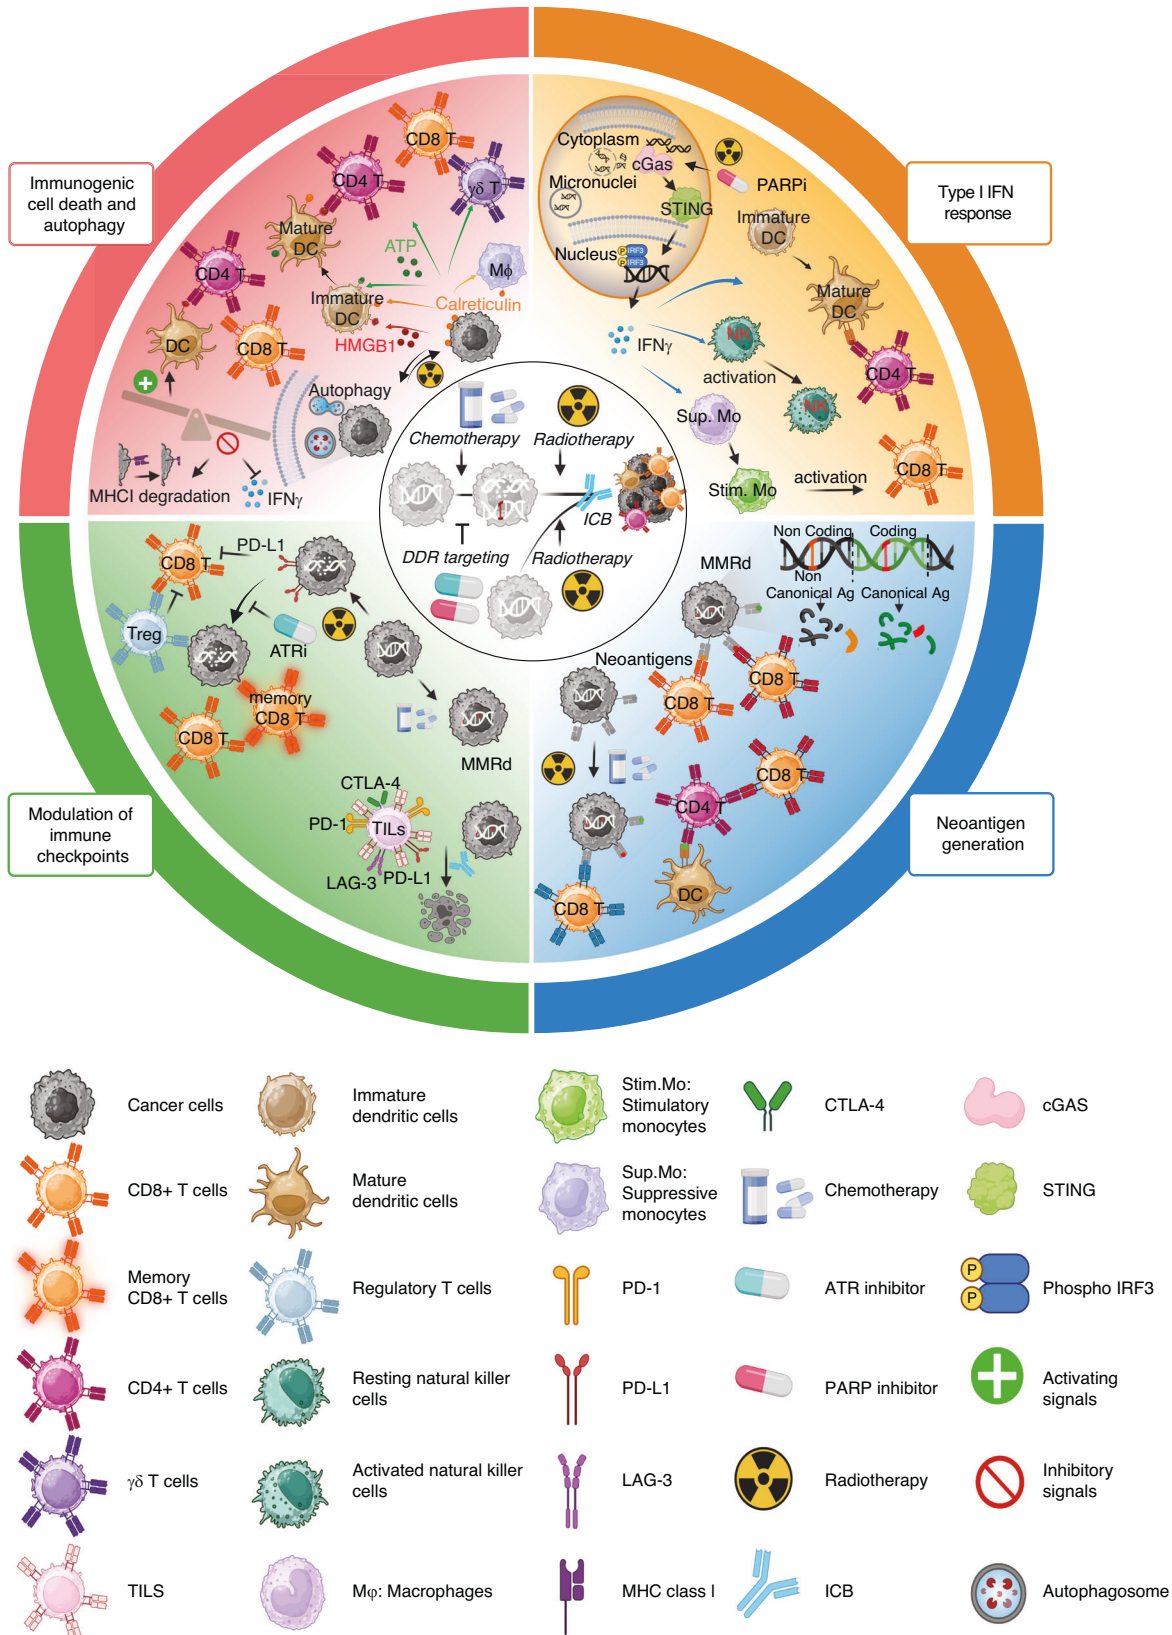 Immunogenic
cell death and
autophagy
CD8 T
CD4 T
γδ T
Mature
DC
ATP
CD4 T
Mϕ
Immature
DC
Calreticulin
DC
CD8 T
HMGB1
Autophagy
MHCI degradation
IFNγ
Type I IFN
response
Cytoplasm
cGas
Micronuclei
PARPi
STING
Immature
DC
Nucleus
P
IRF3
P
IRF3
Mature
DC
IFNγ
NK
activation
CD4 T
NK
Sup. Mo
Stim. Mo
activation
CD8 T
Chemotherapy
Radiotherapy
ICB
DDR targeting
Radiotherapy
PD-L1
CD8 T
Treg
ATRi
memory
CD8 T
CD8 T
MMRd
CTLA-4
PD-1
TILs
LAG-3
PD-L1
Modulation of
immune
checkpoints
Non Coding
Coding
MMRd
Non
Canonical Ag
Canonical Ag
Neoantigens
CD8 T
CD8 T
CD8 T
CD4 T
DC
CD8 T
Neoantigen
generation
Cancer cells
Immature
dendritic cells
Stim.Mo:
Stimulatory
monocytes
CTLA-4
cGAS
CD8+ T cells
Mature
dendritic cells
Sup.Mo:
Suppressive
monocytes
Chemotherapy
STING
Memory
CD8+ T cells
Regulatory T cells
PD-1
ATR inhibitor
P
P
Phospho IRF3
CD4+ T cells
Resting natural killer
cells
PD-L1
PARP inhibitor
Activating
signals
γδ T cells
Activated natural killer
cells
LAG-3
Radiotherapy
Inhibitory
signals
TILS
Mφ: Macrophages
MHC class I
ICB
Autophagosome